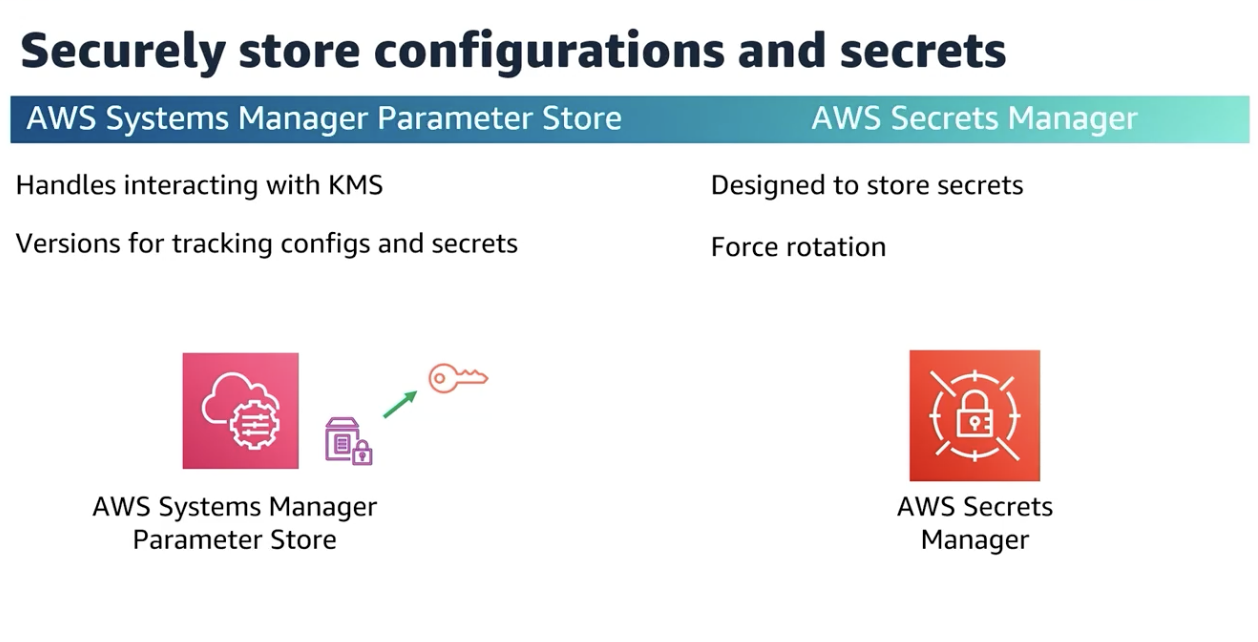 Securely store configurations and secrets
AWS Systems Manager Parameter Store
AWS Secrets Manager
Handles interacting with KMS
Designed to store secrets
Versions for tracking configs and secrets
Force rotation
AWS Systems Manager
Parameter Store
AWS Secrets
Manager